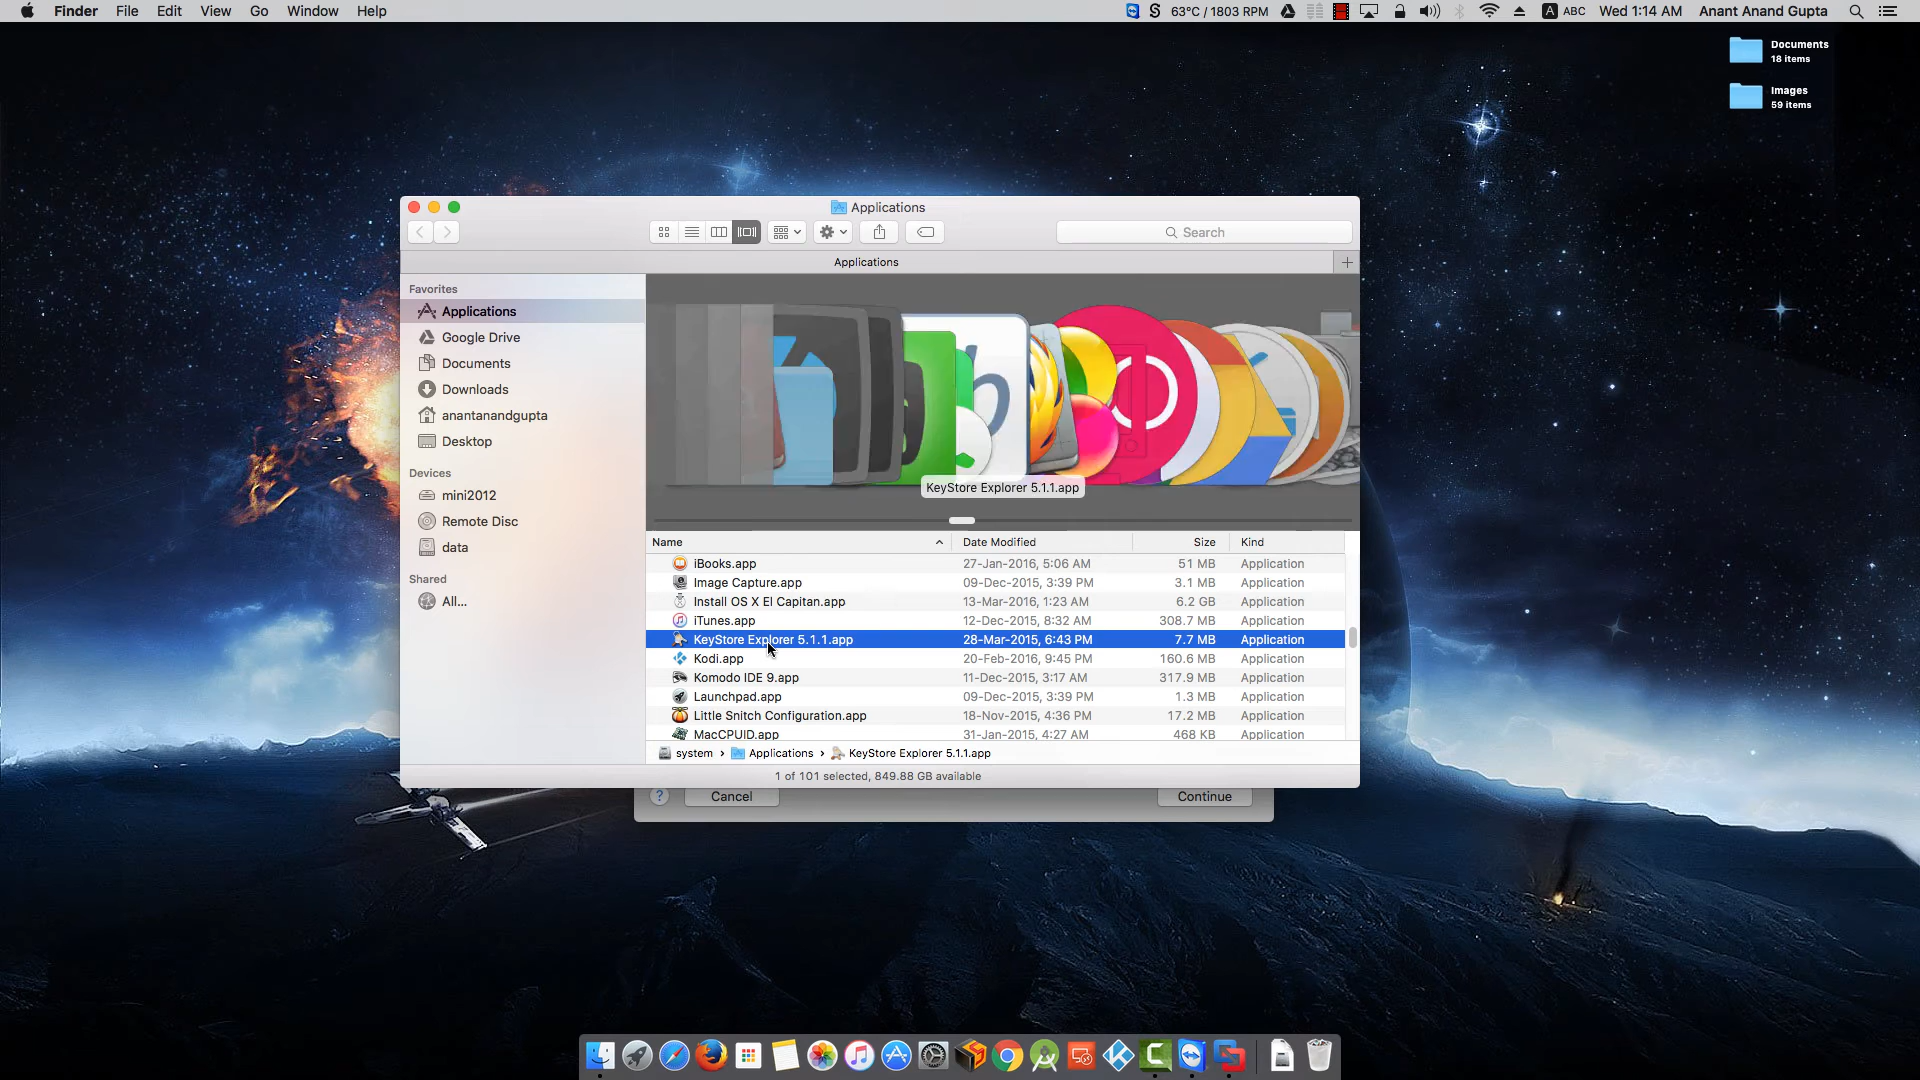 Finder File Edit View Go Window Help 63°C / 1803 RPM A ABC Wed 1:14 AM Anant Anand Gupta
Documents
18 items
Images
59 items
Applications
Search
Applications
Favorites
Applications
Google Drive
Documents
Downloads
anantanandgupta
Desktop
Devices
mini2012
Remote Disc
data
Shared
All...
KeyStore Explorer 5.1.1.app
Name Date Modified Size Kind
iBooks.app 27-Jan-2016, 5:06 AM 51 MB Application
Image Capture.app 09-Dec-2015, 3:39 PM 3.1 MB Application
Install OS X El Capitan.app 13-Mar-2016, 1:23 AM 6.2 GB Application
iTunes.app 12-Dec-2015, 8:32 AM 308.7 MB Application
KeyStore Explorer 5.1.1.app 28-Mar-2015, 6:43 PM 7.7 MB Application
Kodi.app 20-Feb-2016, 9:45 PM 160.6 MB Application
Komodo IDE 9.app 11-Dec-2015, 3:17 AM 317.9 MB Application
Launchpad.app 09-Dec-2015, 3:39 PM 1.3 MB Application
Little Snitch Configuration.app 18-Nov-2015, 4:36 PM 17.2 MB Application
MacCPUID.app 31-Jan-2015, 4:27 AM 468 KB Application
system › Applications › KeyStore Explorer 5.1.1.app
1 of 101 selected, 849.88 GB available
? Cancel Continue